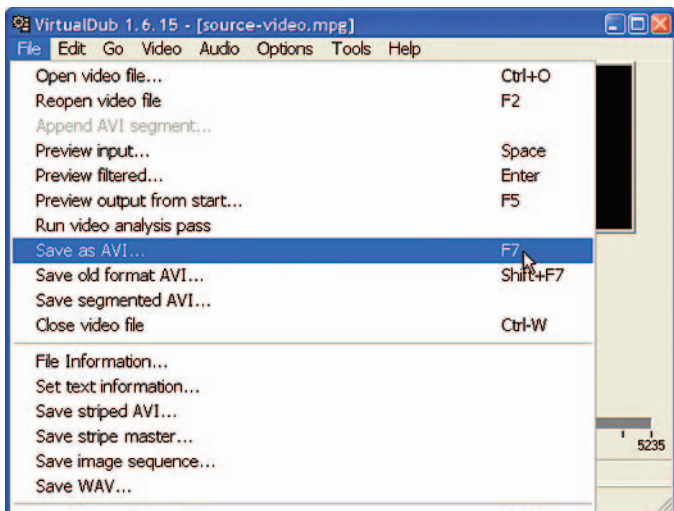 VirtualDub 1.6.15 - [source-video.mpg]
File Edit Go Video Audio Options Tools Help
Open video file... Ctrl+O
Reopen video file F2
Append AVI segment...
Preview input... Space
Preview filtered... Enter
Preview output from start... F5
Run video analysis pass
Save as AVI... F7
Save old format AVI... Shift+F7
Save segmented AVI...
Close video file Ctrl-W
File Information...
Set text information...
Save striped AVI...
Save stripe master...
5235
Save image sequence...
Save WAV...